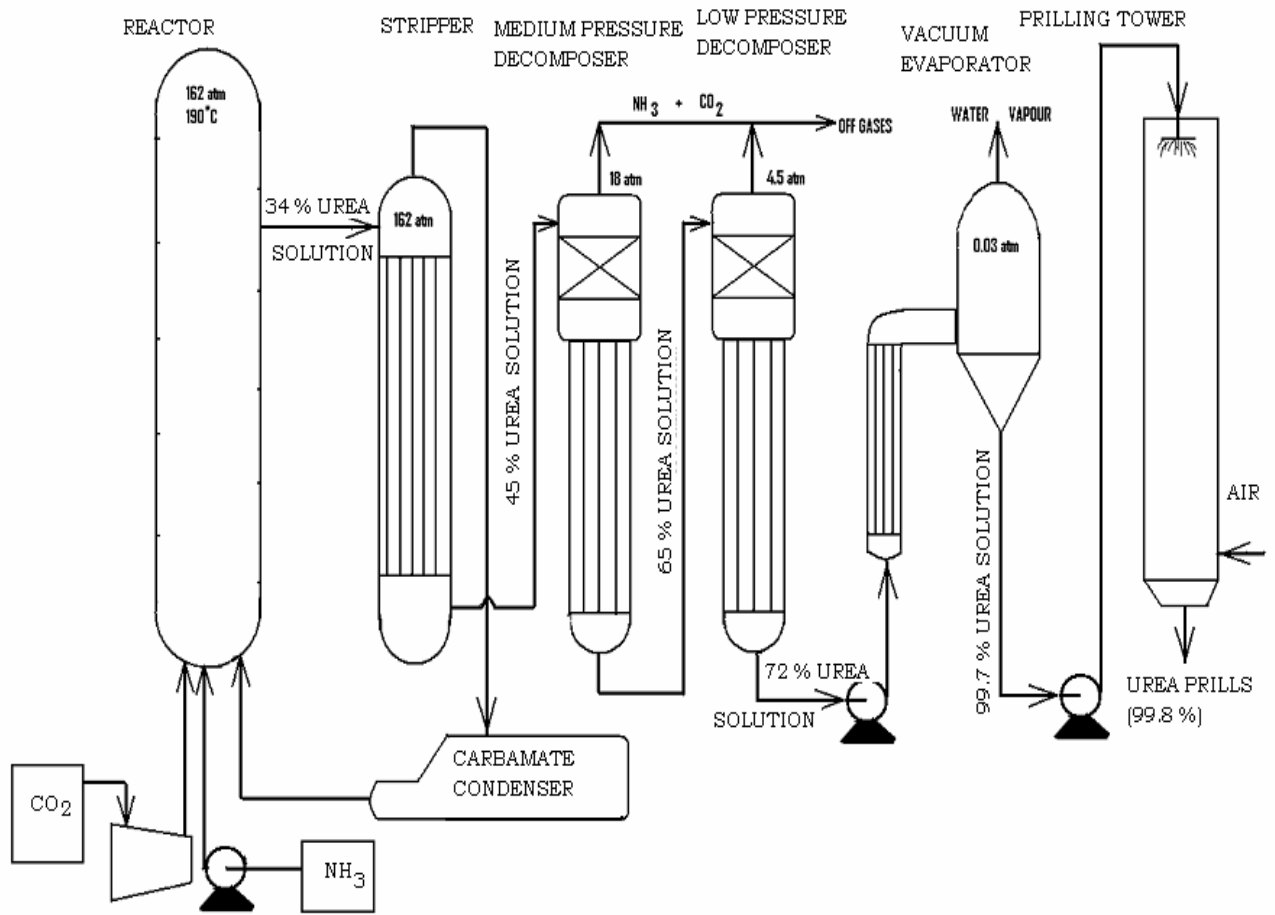 REACTOR
162 atm
190°C
34 % UREA
SOLUTION
STRIPPER
162 atm
45 % UREA SOLUTION
MEDIUM PRESSURE
DECOMPOSER
18 atm
NH3 + CO2
OFF GASES
65 % UREA SOLUTION
LOW PRESSURE
DECOMPOSER
4.5 atm
72 % UREA
SOLUTION
VACUUM
EVAPORATOR
WATER VAPOUR
0.03 atm
99.7 % UREA SOLUTION
PRILLING TOWER
AIR
UREA PRILLS
(99.8 %)
CARBAMATE
CONDENSER
CO2
NH3